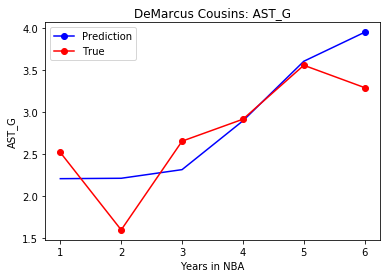 DeMarcus Cousins: AST_G
Prediction
True
4.0
3.5
3.0
2.5
2.0
1.5
AST_G
1 2 3 4 5 6
Years in NBA